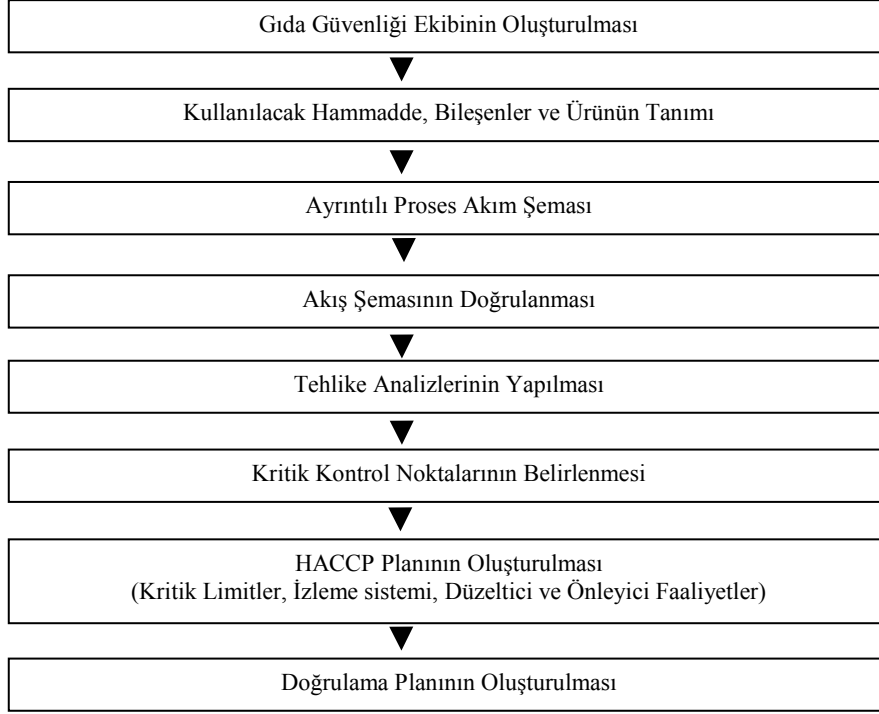 Gıda Güvenliği Ekibinin Oluşturulması
Kullanılacak Hammadde, Bileşenler ve Ürünün Tanımı
Ayrıntılı Proses Akım Şeması
Akış Şemasının Doğrulanması
Tehlike Analizlerinin Yapılması
Kritik Kontrol Noktalarının Belirlenmesi
HACCP Planının Oluşturulması
(Kritik Limitler, İzleme sistemi, Düzeltici ve Önleyici Faaliyetler)
Doğrulama Planının Oluşturulması